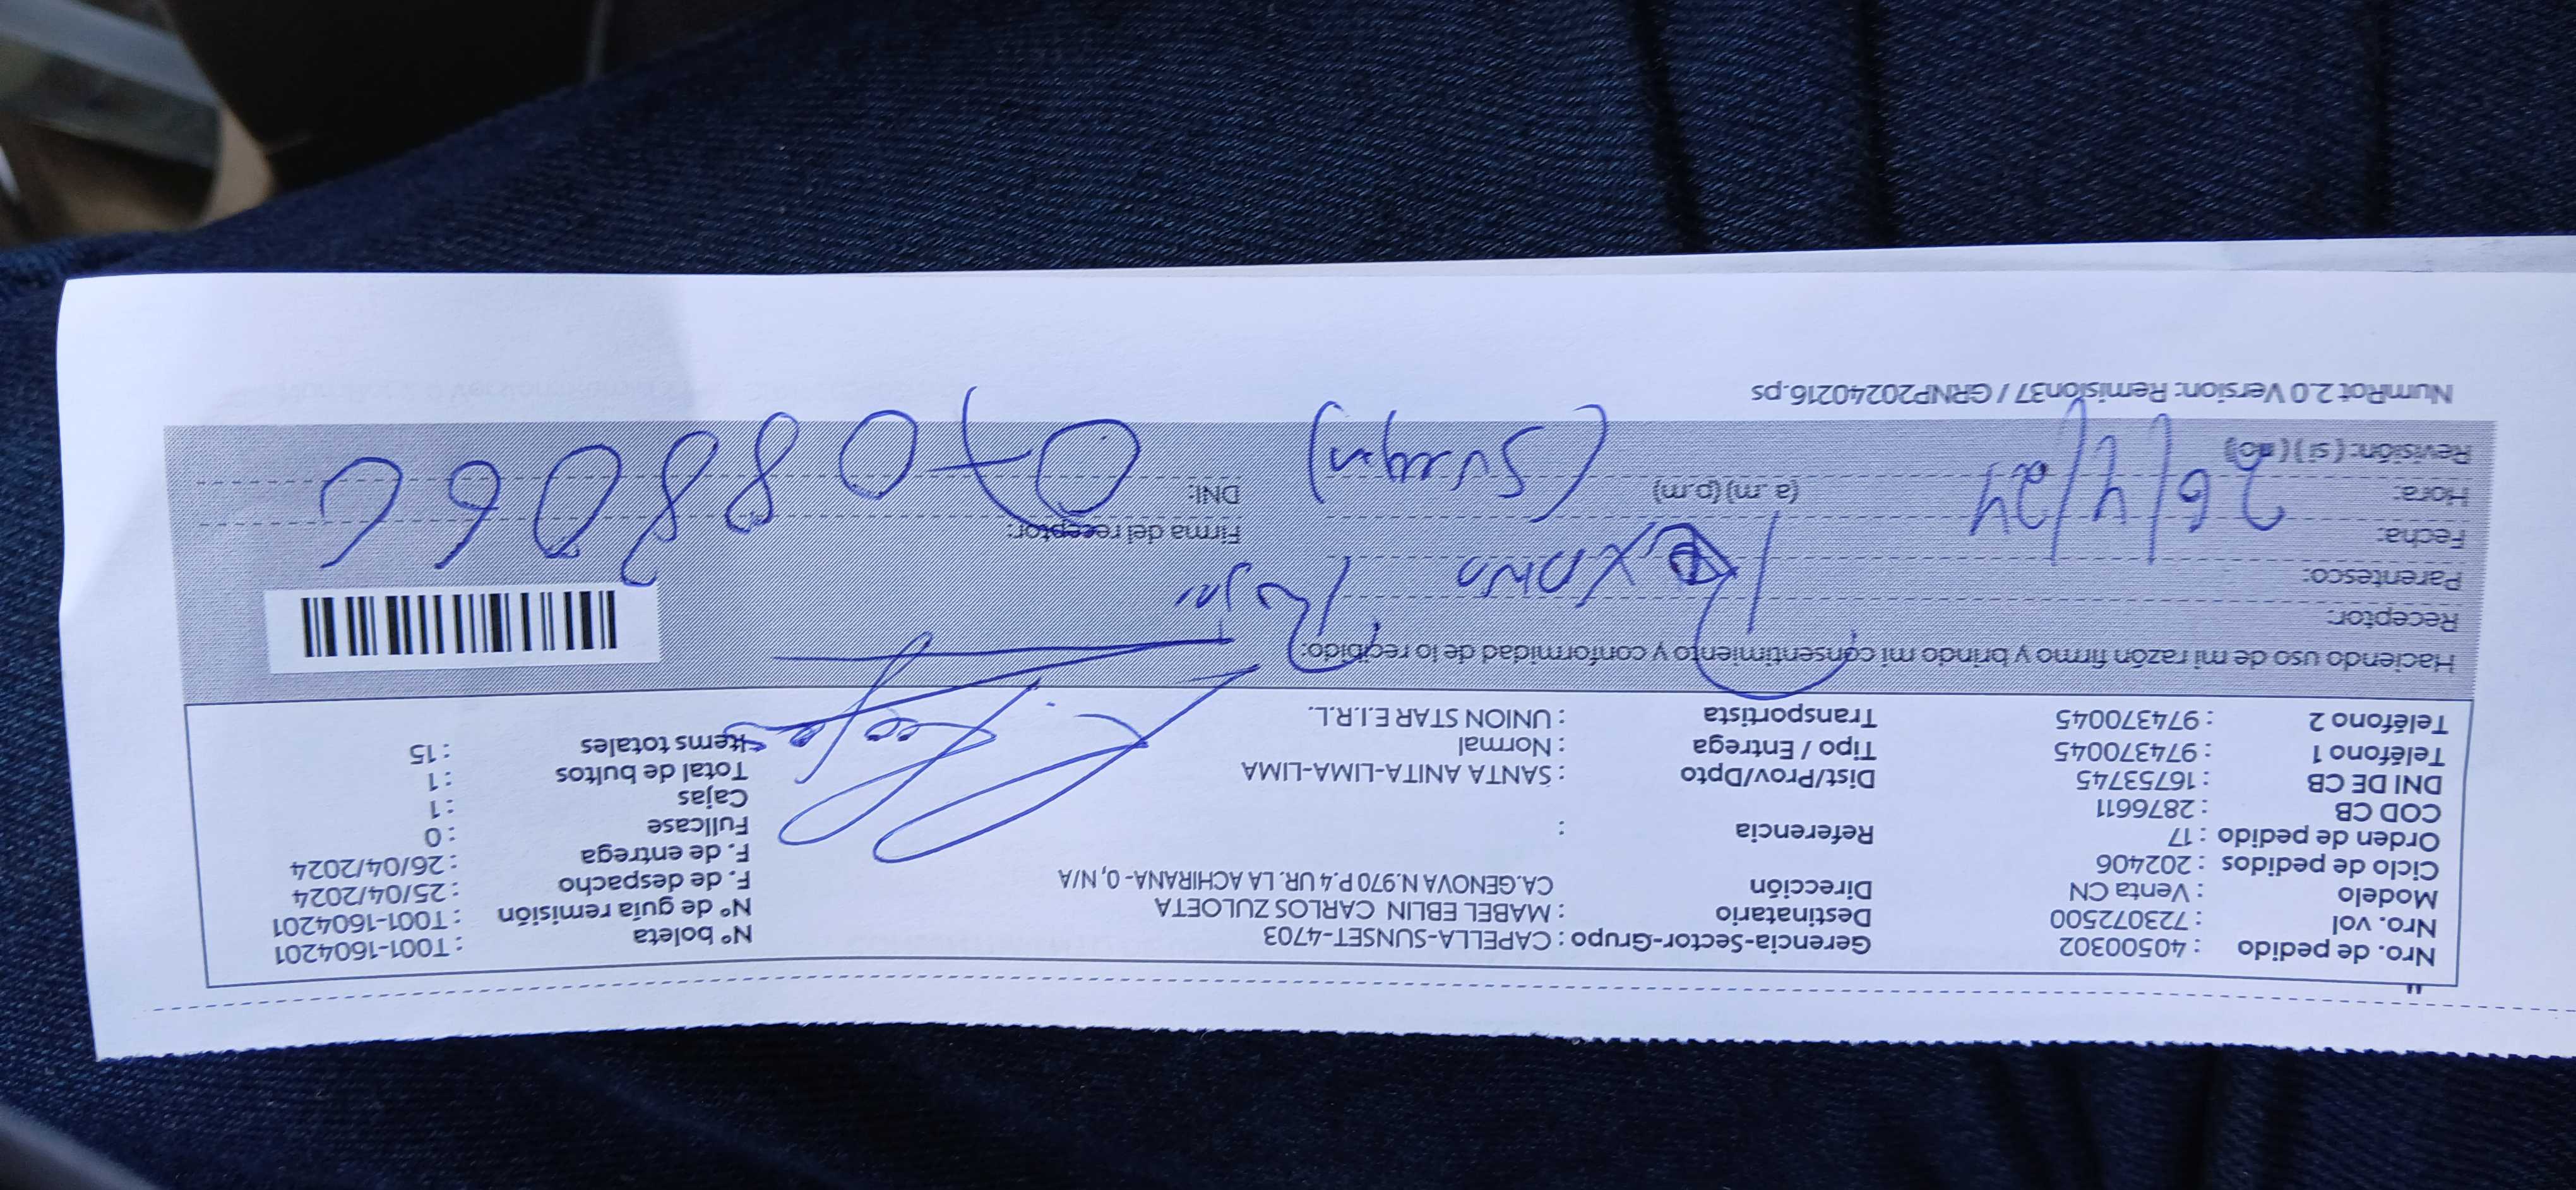 Nro. de pedido : 40500302 Gerencia-Sector-Grupo : CAPELLA-SUNSET-4703 N° boleta : T001-1604201
Nro. vol : 723072500 Destinatario : MABEL EBLIN CARLOS ZULOETA N° de guía remisión : T001-1604201
Modelo : Venta CN Dirección CA.GENOVA N.970 P.4 UR. LA ACHIRANA- 0, N/A F. de despacho : 25/04/2024
Ciclo de pedidos : 202406 F. de entrega : 26/04/2024
Orden de pedido : 17 Referencia : Fullcase : 0
COD CB : 2876611 Cajas : 1
DNI DE CB : 16753745 Dist/Prov/Dpto : SANTA ANITA-LIMA-LIMA Total de bultos : 1
Teléfono 1 : 974370045 Tipo / Entrega : Normal Items totales : 15
Teléfono 2 : 974370045 Transportista : UNION STAR E.I.R.L.
Haciendo uso de mi razón firmo y brindo mi consentimiento y conformidad de lo recibido:
Receptor:
Parentesco:
Fecha: 26/4/24 Firma del receptor:
Hora: (a .m) (p.m) DNI:
Revisión: ( si ) ( no)
NumRot 2.0 Version: Remision37 / GRNP20240216.ps